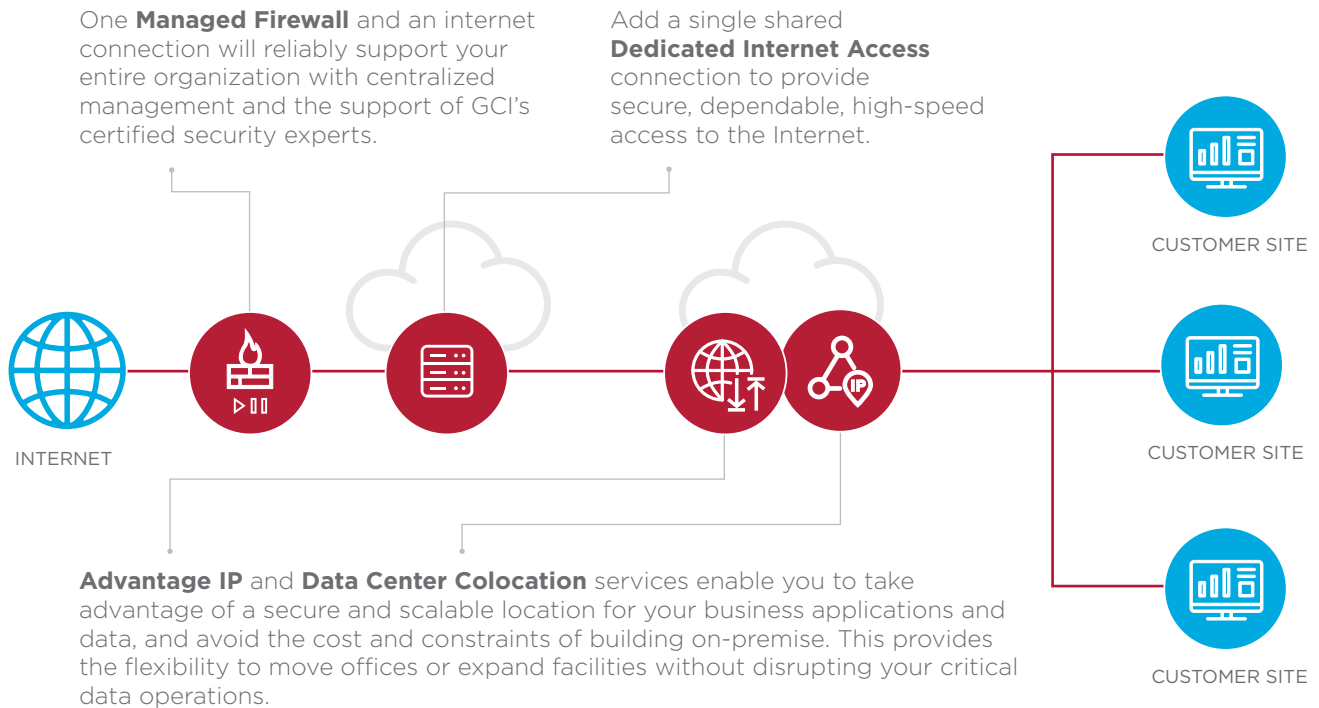 One Managed Firewall and an internet
connection will reliably support your
entire organization with centralized
management and the support of GCI's
certified security experts.
Add a single shared
Dedicated Internet Access
connection to provide
secure, dependable, high-speed
access to the Internet.
CUSTOMER SITE
IP
INTERNET
CUSTOMER SITE
Advantage IP and Data Center Colocation services enable you to take
advantage of a secure and scalable location for your business applications and
data, and avoid the cost and constraints of building on-premise. This provides
the flexibility to move offices or expand facilities without disrupting your critical
data operations.
CUSTOMER SITE